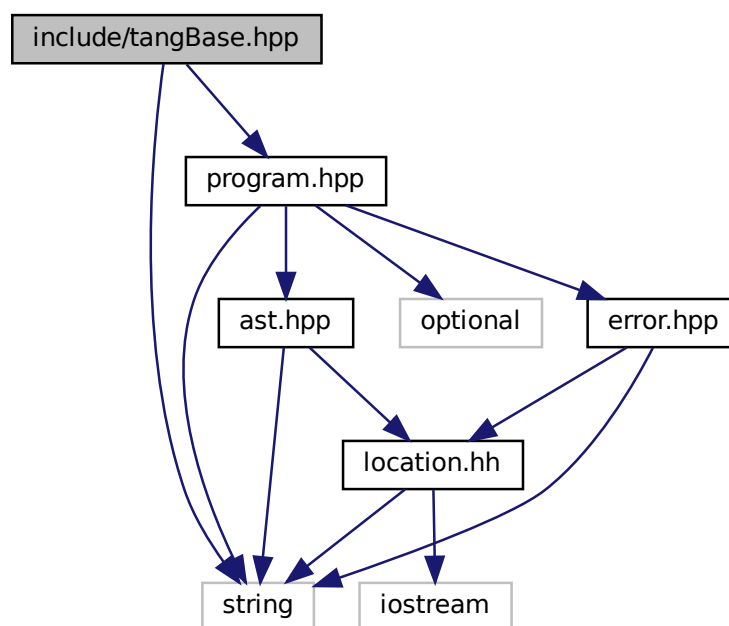 include/tangBase.hpp
program.hpp
ast.hpp
optional
error.hpp
location.hh
string
iostream